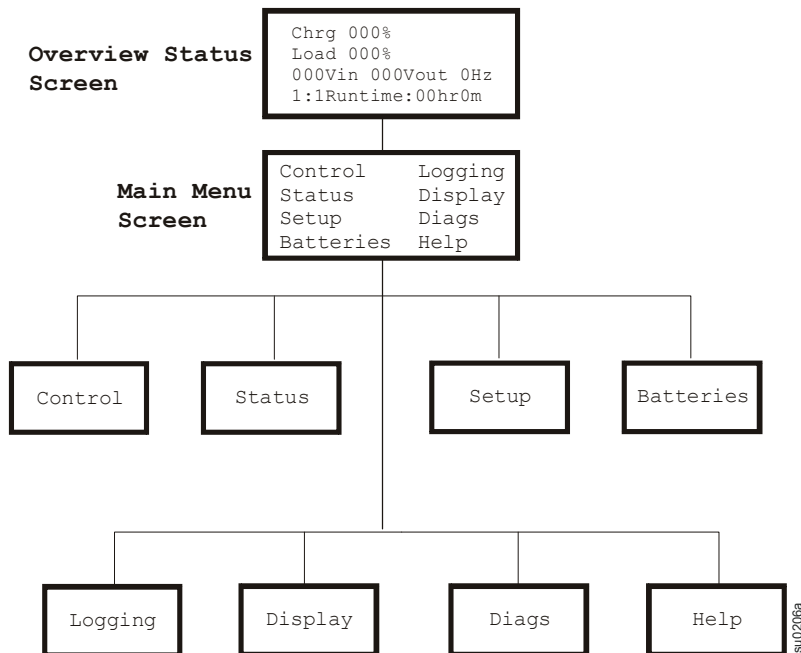 Overview Status
Screen
Chrg 000%
Load 000%
000Vin 000Vout 0Hz
1:1Runtime:00hr0m
Main Menu
Screen
Control Logging
Status Display
Setup Diags
Batteries Help
Control
Status
Setup
Batteries
Logging
Display
Diags
Help
su0206a